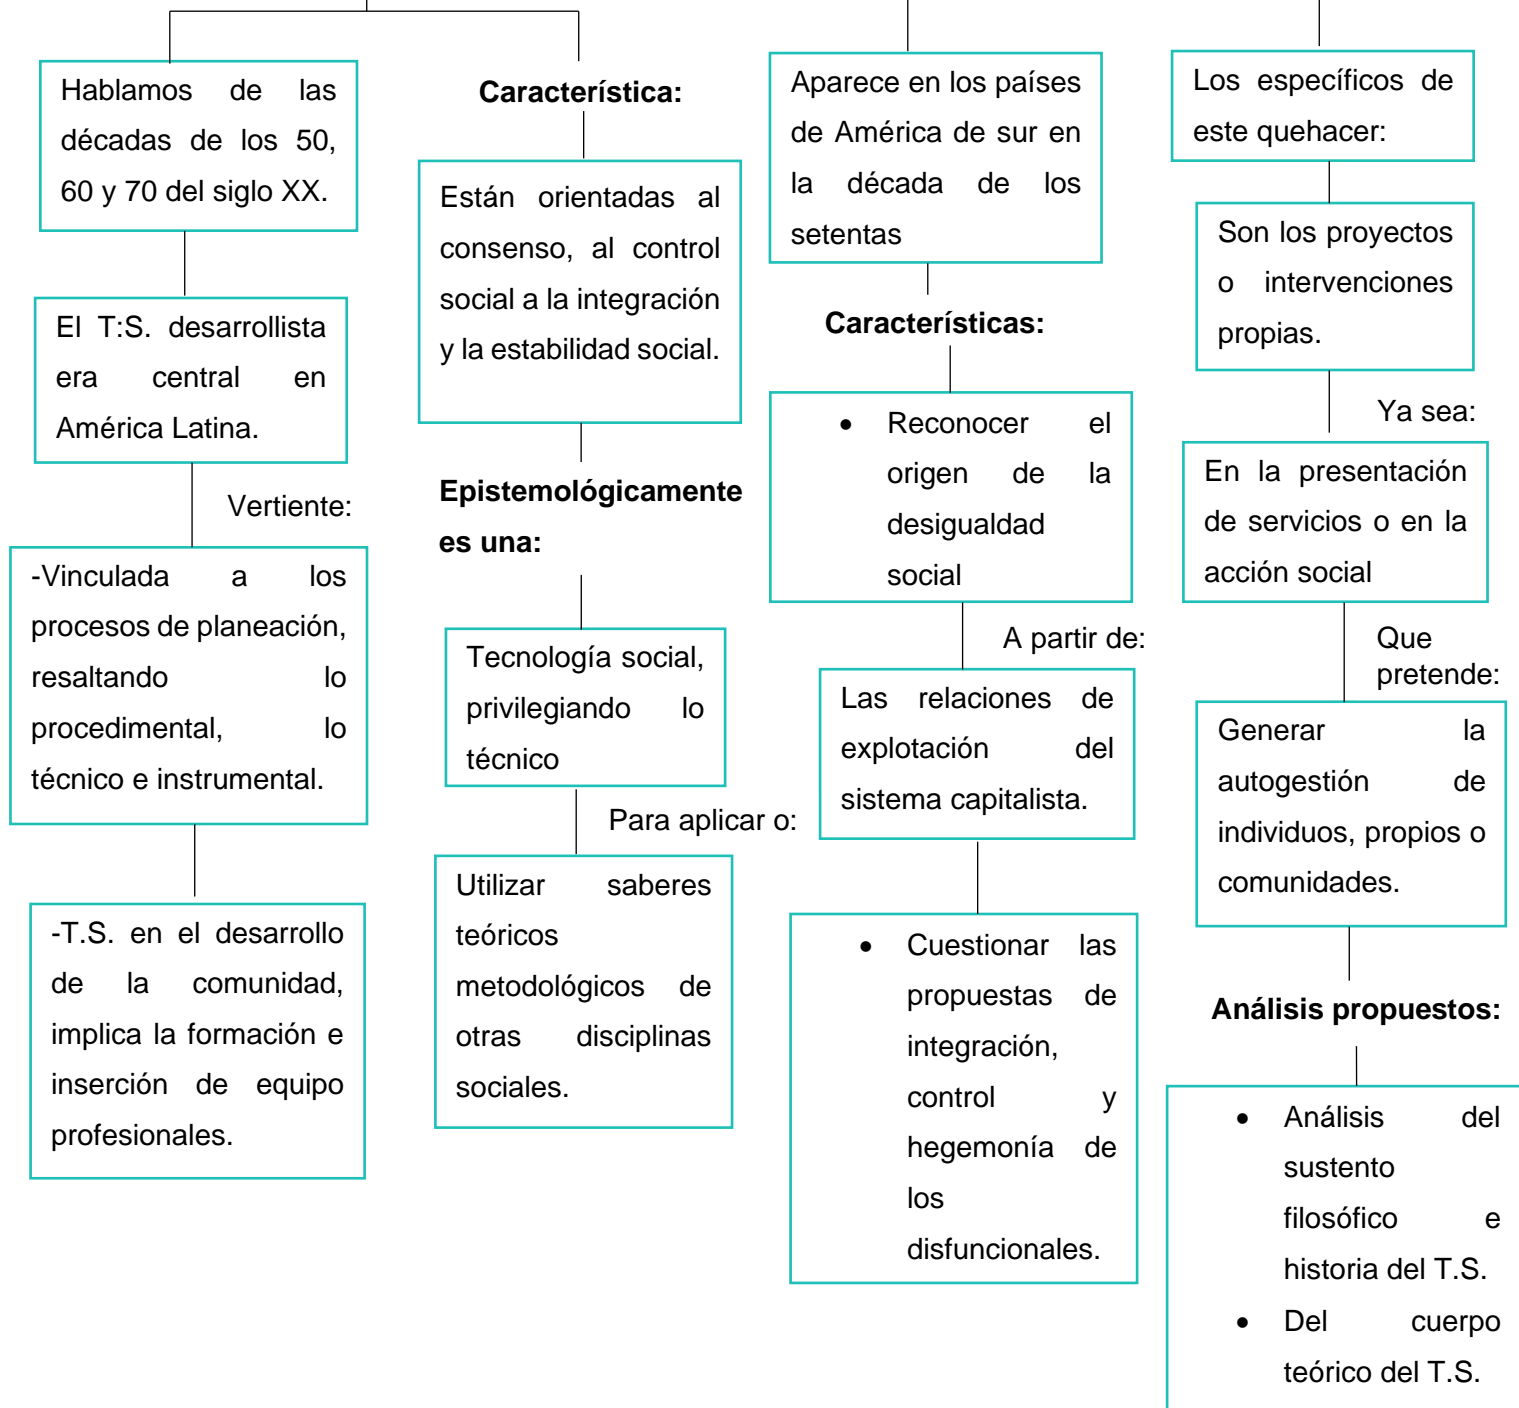 Hablamos de las
décadas de los 50,
60 y 70 del siglo XX.
El T:S. desarrollista
era central en
América Latina.
Vertiente:
-Vinculada a los
procesos de planeación,
resaltando lo
procedimental, lo
técnico e instrumental.
-T.S. en el desarrollo
de la comunidad,
implica la formación e
inserción de equipo
profesionales.
Característica:
Están orientadas al
consenso, al control
social a la integración
y la estabilidad social.
Epistemológicamente
es una:
Tecnología social,
privilegiando lo
técnico
Para aplicar o:
Utilizar saberes
teóricos
metodológicos de
otras disciplinas
sociales.
Aparece en los países
de América de sur en
la década de los
setentas
Características:
• Reconocer el
origen de la
desigualdad
social
A partir de:
Las relaciones de
explotación del
sistema capitalista.
• Cuestionar las
propuestas de
integración,
control y
hegemonía de
los
disfuncionales.
Los específicos de
este quehacer:
Son los proyectos
o intervenciones
propias.
Ya sea:
En la presentación
de servicios o en la
acción social
Que
pretende:
Generar la
autogestión de
individuos, propios o
comunidades.
Análisis propuestos:
• Análisis del
sustento
filosófico e
historia del T.S.
• Del cuerpo
teórico del T.S.